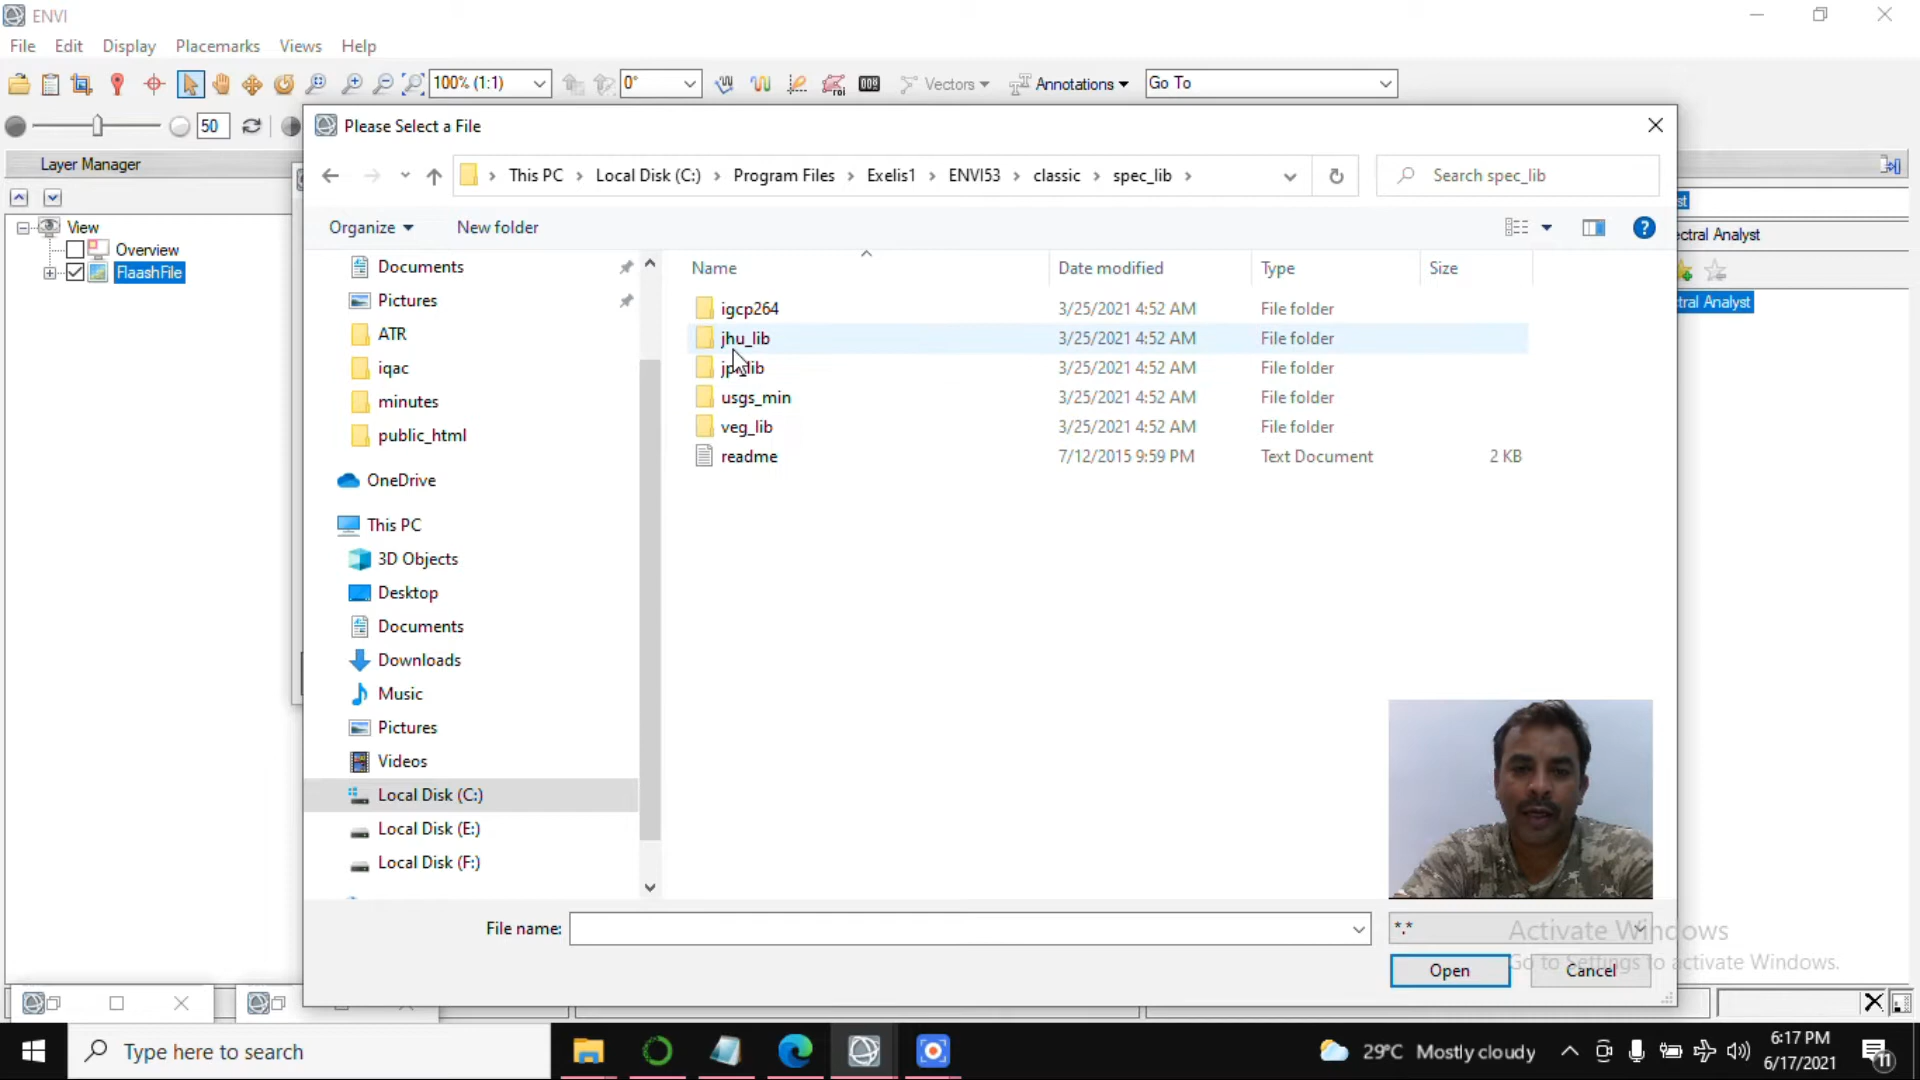 ENVI
File Edit Display Placemarks Views Help
100% (1:1) 0° Vectors Annotations Go To
50
Please Select a File
Layer Manager
This PC > Local Disk (C:) > Program Files > Exelis1 > ENVI53 > classic > spec_lib >
Search spec_lib
View
Overview
FlaashFile
Organize
New folder
Name Date modified Type Size
Documents
Pictures
ATR
iqac
minutes
public_html
OneDrive
This PC
3D Objects
Desktop
Documents
Downloads
Music
Pictures
Videos
Local Disk (C:)
Local Disk (E:)
Local Disk (F:)
igcp264 3/25/2021 4:52 AM File folder
jhu_lib 3/25/2021 4:52 AM File folder
3/25/2021 4:52 AM File folder
usgs_min 3/25/2021 4:52 AM File folder
veg_lib 3/25/2021 4:52 AM File folder
readme 7/12/2015 9:59 PM Text Document 2 KB
ectral Analyst
tral Analyst
File name:
*.*
Open
Cancel
Activate Windows
Go to Settings to activate Windows.
Type here to search
29°C Mostly cloudy
6:17 PM
6/17/2021
11